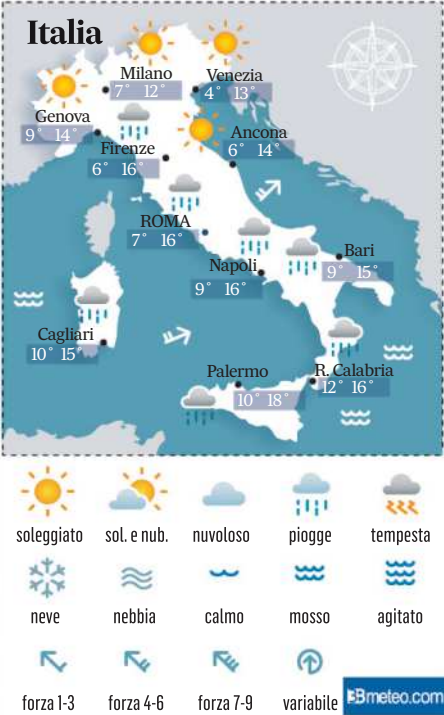 Italia
Milano
7° 12°
Venezia
4° 13°
Genova
9° 14°
Firenze
6° 16°
Ancona
6° 14°
ROMA
7° 16°
Napoli
9° 16°
Bari
9° 15°
Cagliari
10° 15°
Palermo
10° 18°
R. Calabria
12° 16°
soleggiato sol. e nub. nuvoloso piogge tempesta
neve nebbia calmo mosso agitato
forza 1-3 forza 4-6 forza 7-9 variabile
3Bmeteo.com